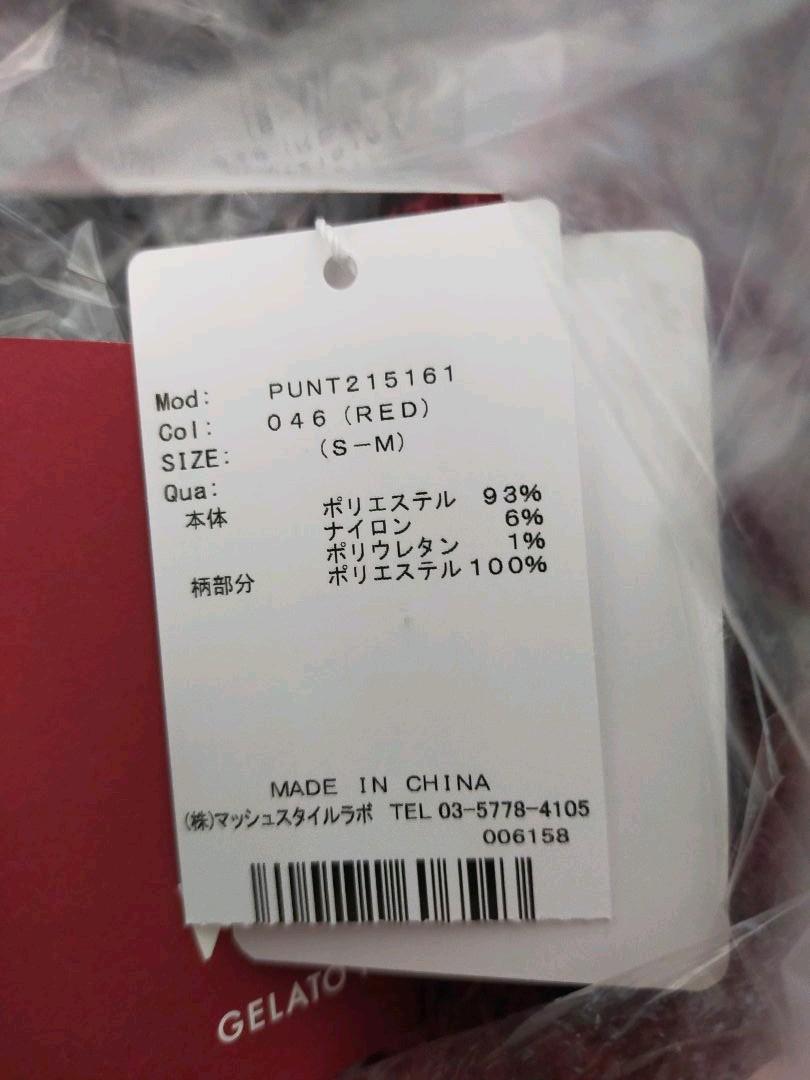 Mod: PUNT215161
Col: 046 (RED)
SIZE: (S-M)
Qua:
本体 ポリエステル 93%
ナイロン 6%
ポリウレタン 1%
柄部分 ポリエステル 100%
MADE IN CHINA
(株)マッシュスタイルラボ TEL 03-5778-4105
006158
GELATO